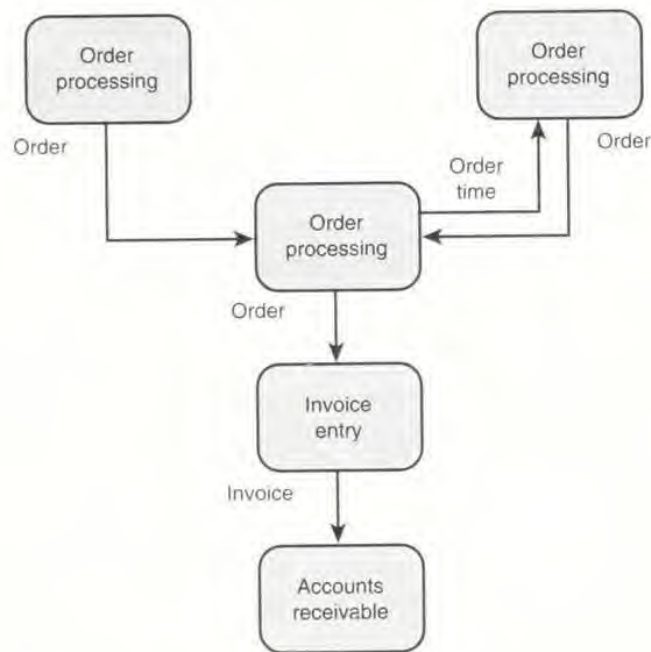 Order
processing
Order
processing
Order
Order
time
Order
Order
processing
Order
Invoice
entry
Invoice
Accounts
receivable